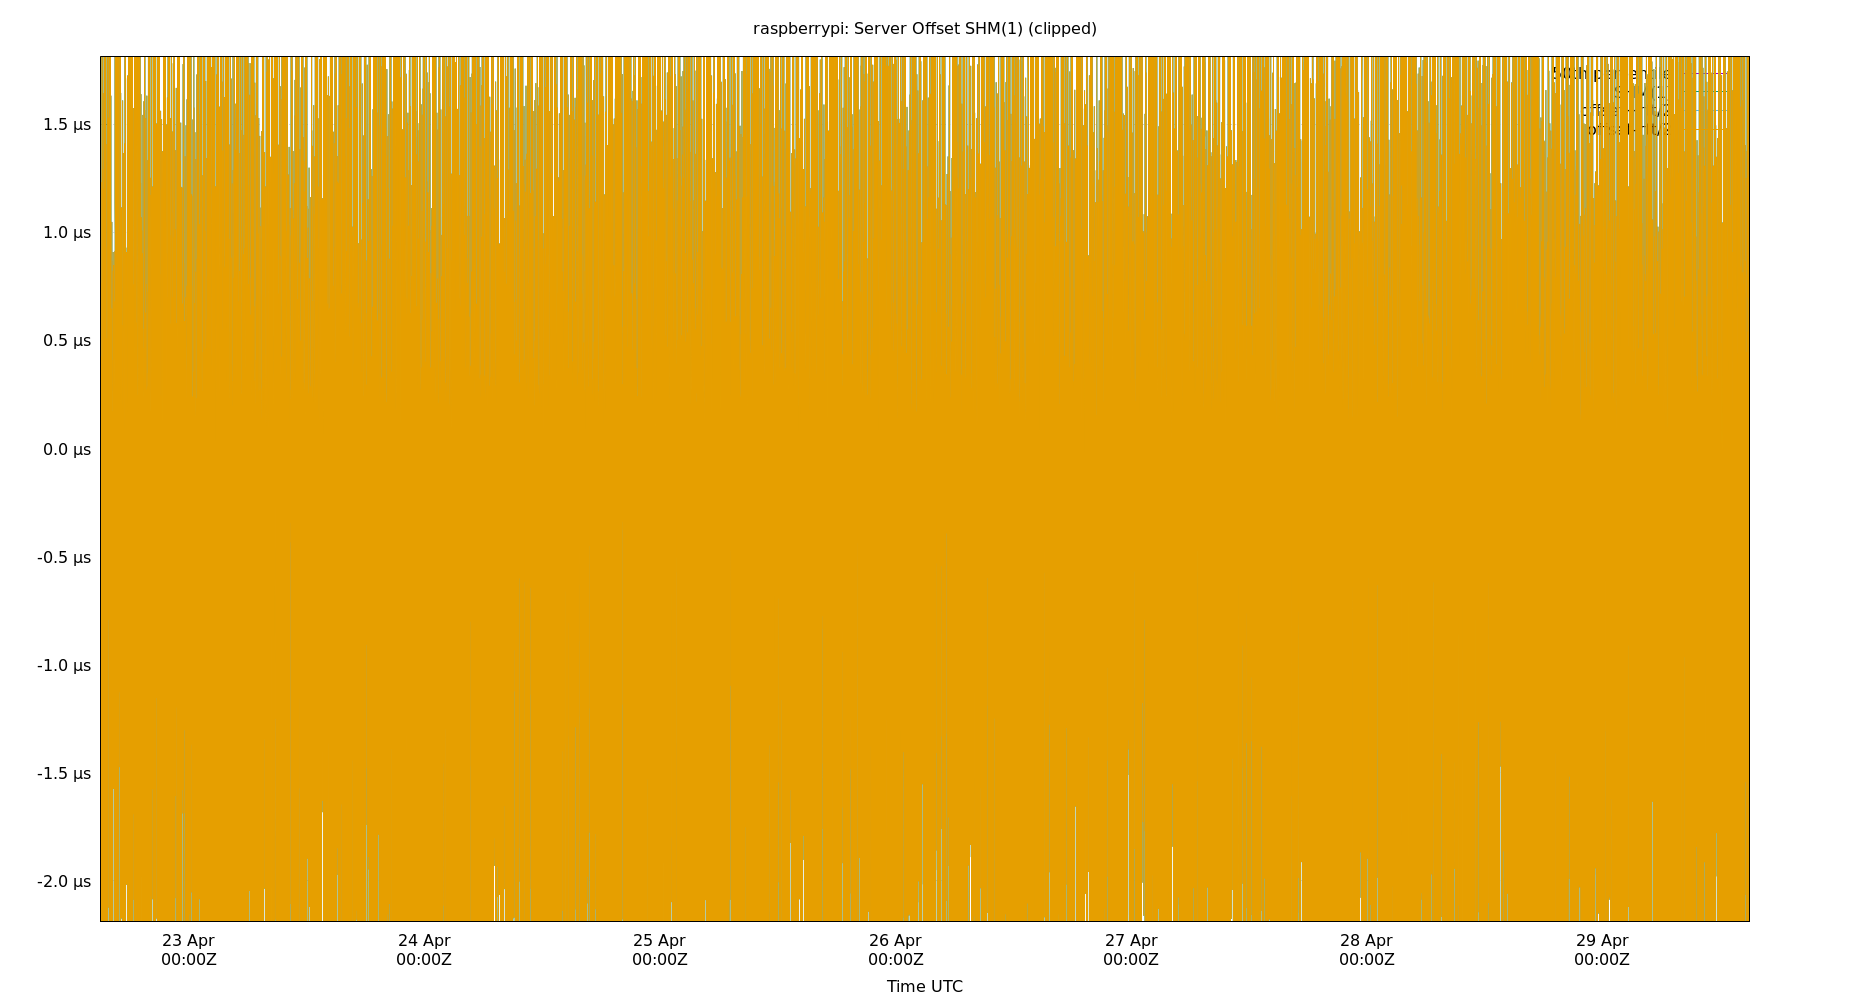 raspberrypi: Server Offset SHM(1) (clipped)
1.5 µs
1.0 µs
0.5 µs
0.0 µs
-0.5 µs
-1.0 µs
-1.5 µs
-2.0 µs
23 Apr 24 Apr 25 Apr 26 Apr 27 Apr 28 Apr 29 Apr
00:00Z 00:00Z 00:00Z 00:00Z 00:00Z 00:00Z 00:00Z
Time UTC